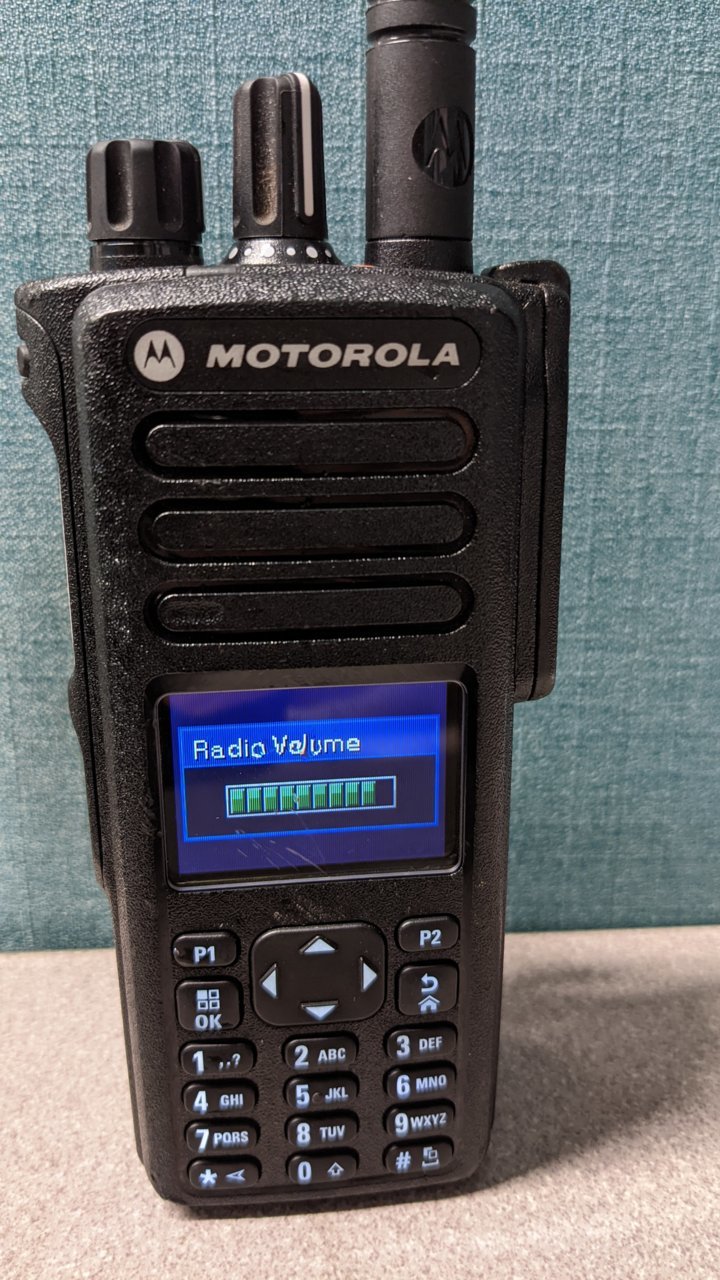 MOTOROLA
Radio Volume
P1
P2
OK
1 .,?
2 ABC
3 DEF
4 GHI
5 JKL
6 MNO
7 PQRS
8 TUV
9 WXYZ
*
0
#